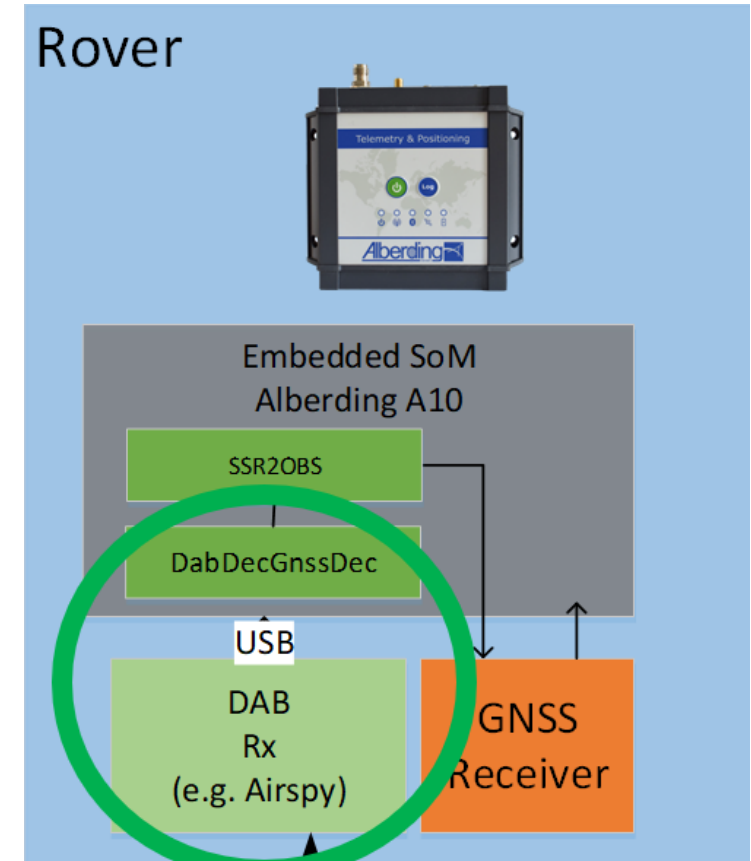 Rover
Telemetry & Positioning
Log
Alberding
Embedded SoM
Alberding A10
SSR2OBS
DabDecGnssDec
USB
DAB
Rx
(e.g. Airspy)
GNSS
Receiver